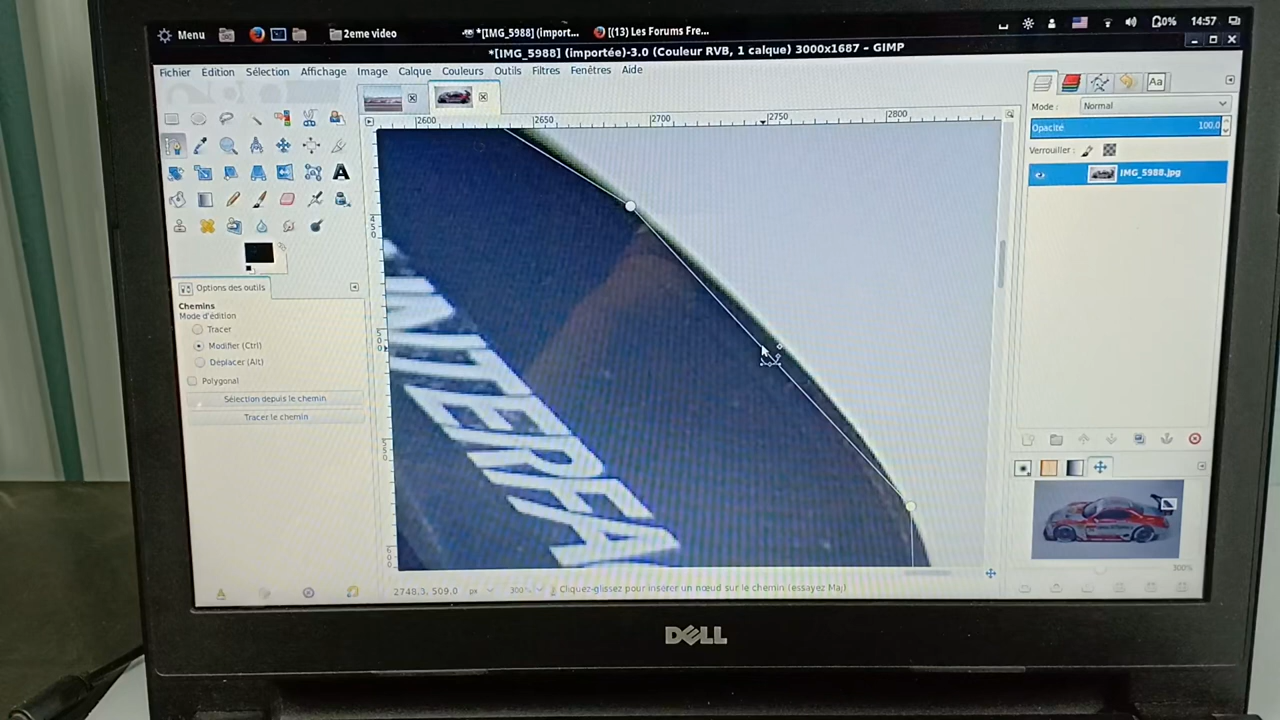 Menu
2eme video
*[IMG_5988] (import...
[(13) Les Forums Fre...
0%
14:57
*[IMG_5988] (importée)-3.0 (Couleur RVB, 1 calque) 3000x1687 – GIMP
Fichier Édition Sélection Affichage Image Calque Couleurs Outils Filtres Fenêtres Aide
2600 2700 2750 2800
Mode : Normal
Opacité 100,0
Verrouiller :
IMG_5988.jpg
Options des outils
Chemins
Mode d'édition
Tracer
Modifier (Ctrl)
Déplacer (Alt)
Polygonal
Sélection depuis le chemin
Tracer le chemin
NTERFA
300%
2748,3, 509,0 px 300% Cliquez-glissez pour insérer un nœud sur le chemin (essayez Maj)
DELL